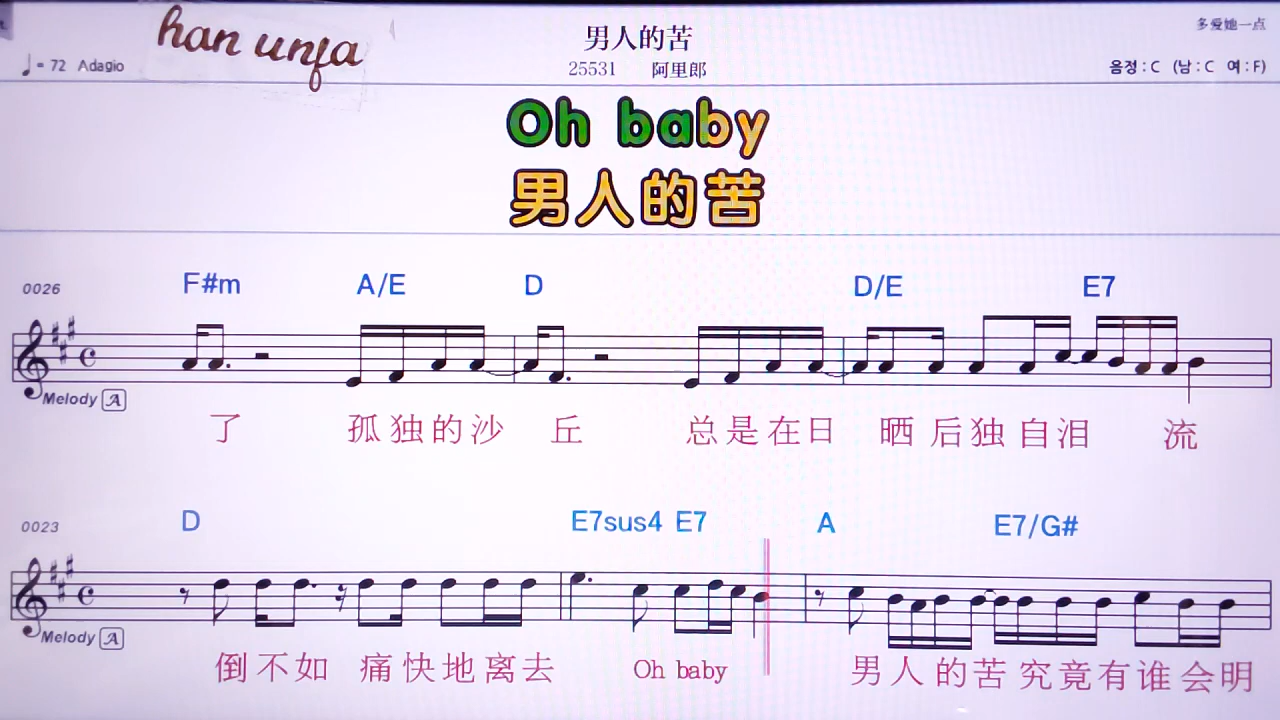 han unfa
男人的苦
多爱她一点
♩= 72 Adagio
25531 阿里郎
음정 : C (남 : C 여 : F)
Oh baby
男人的苦
0026 F#m A/E D D/E E7
Melody A
了 孤独的沙 丘 总是在日 晒后独自泪 流
0023 D E7sus4 E7 A E7/G#
Melody A
倒不如 痛快地离去 Oh baby 男人的苦究竟有谁会明